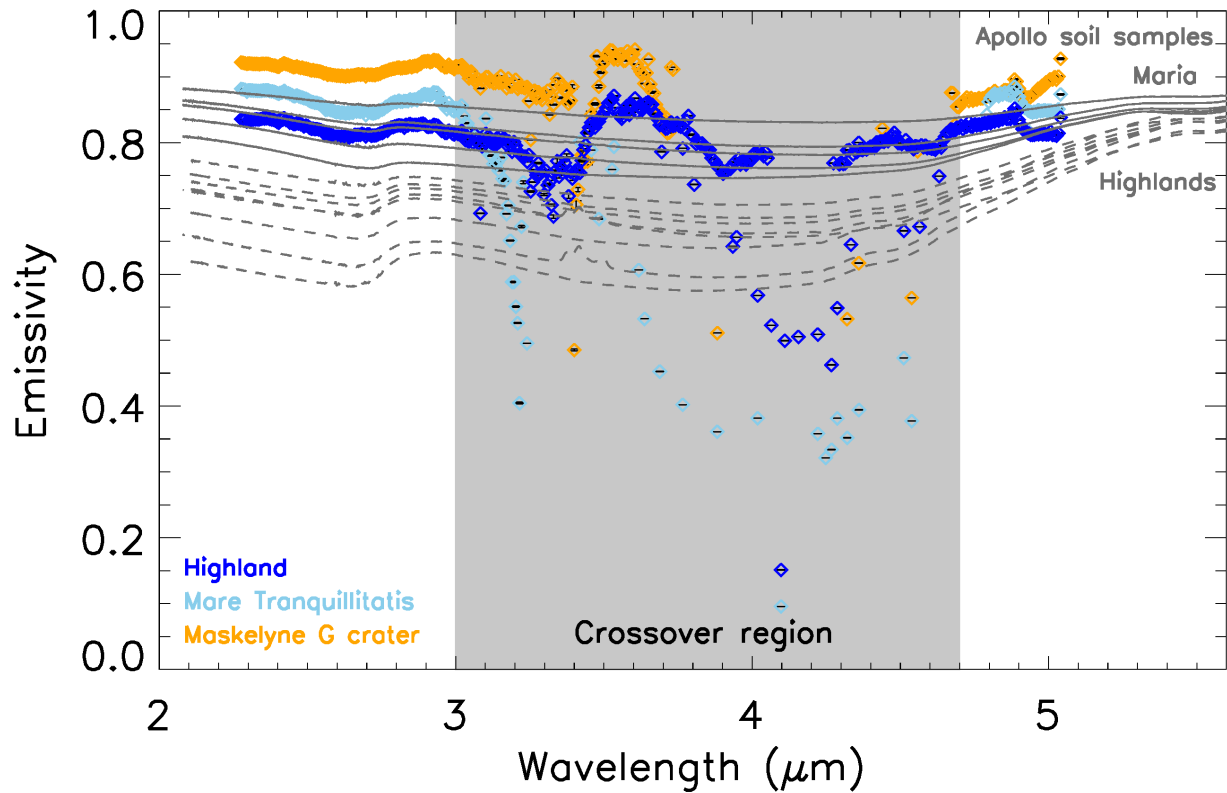 1.0
0.8
0.6
0.4
0.2
0.0
Emissivity
Apollo soil samples
Maria
Highlands
Highland
Mare Tranquillitatis
Maskelyne G crater
Crossover region
2 3 4 5
Wavelength (μm)